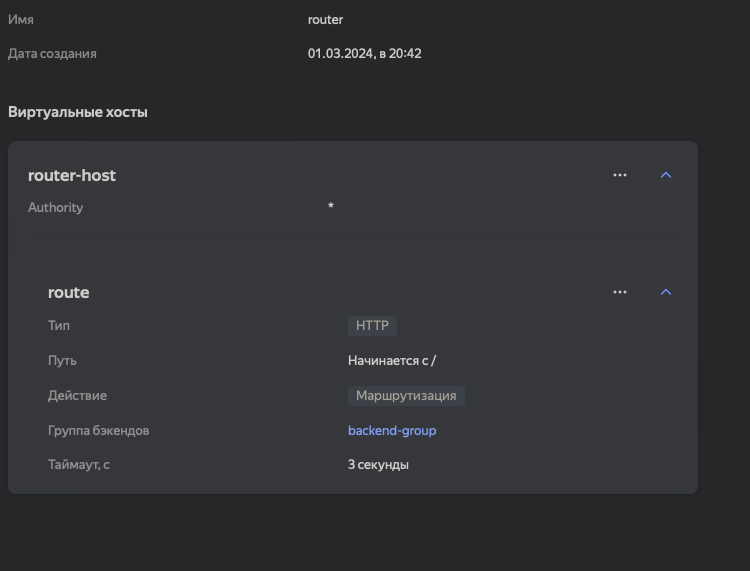 Имя router
Дата создания 01.03.2024, в 20:42
Виртуальные хосты
router-host
Authority *
route
Тип HTTP
Путь Начинается с /
Действие Маршрутизация
Группа бэкендов backend-group
Таймаут, с 3 секунды